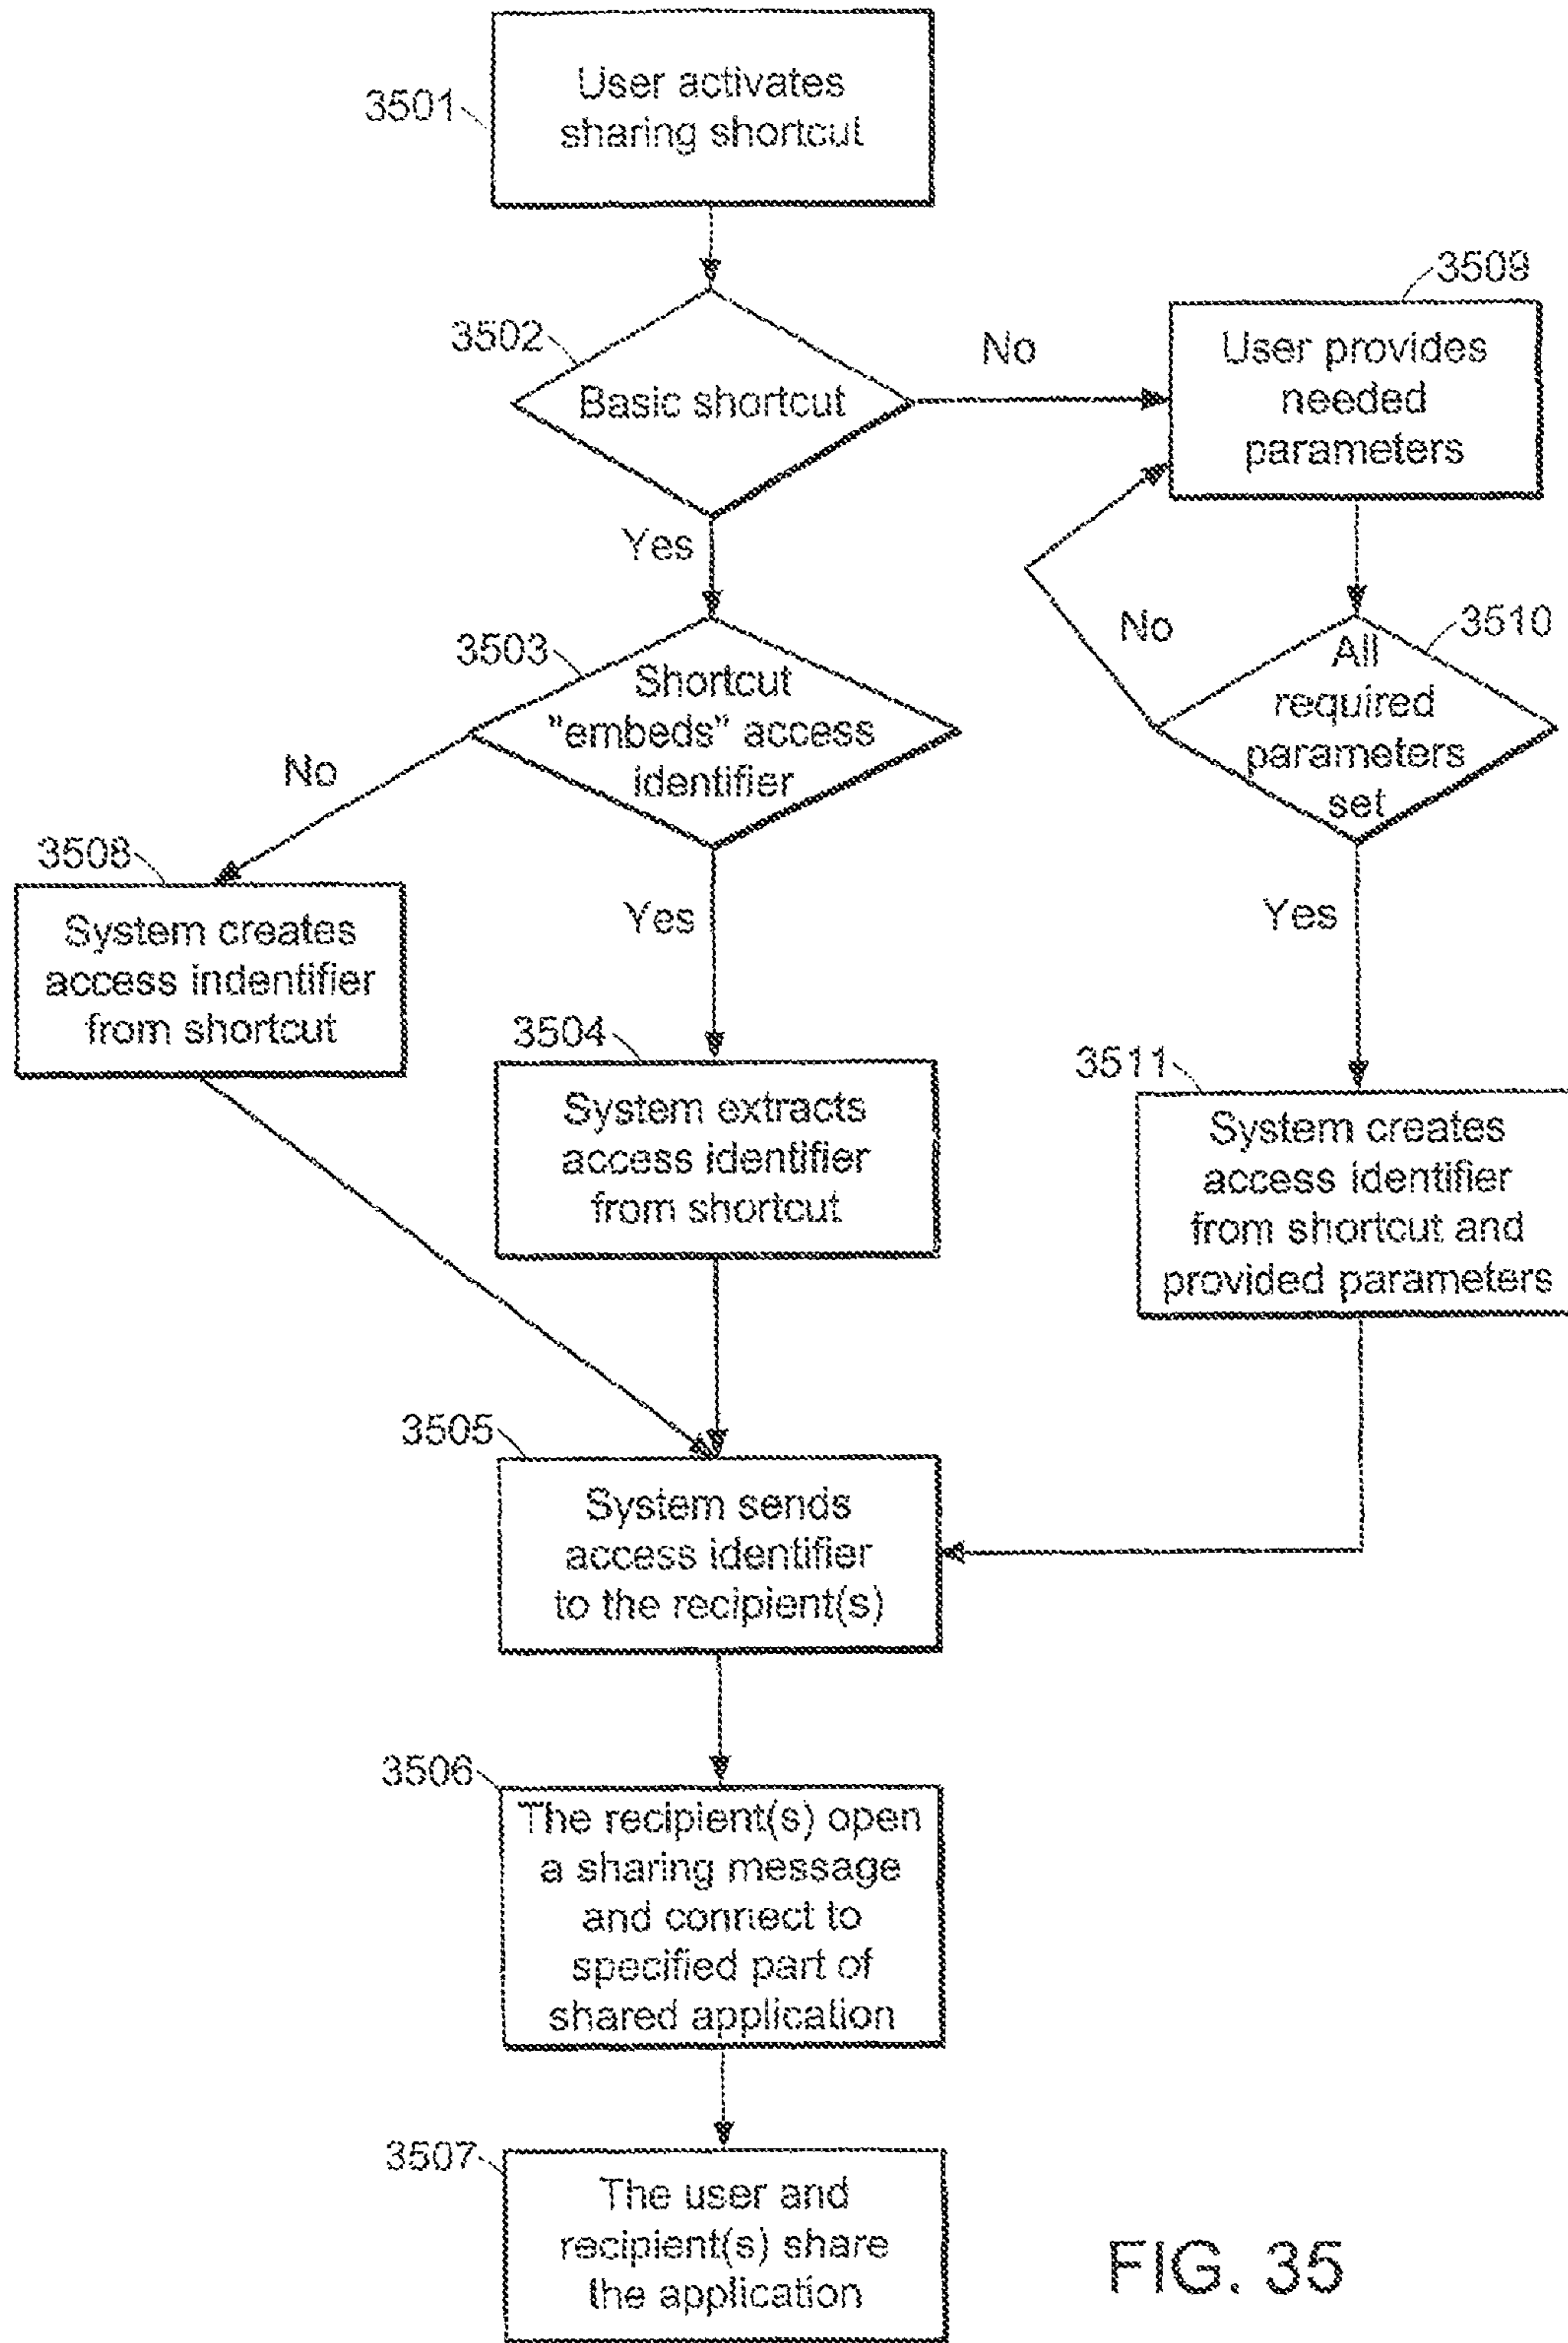 3501
User activates
sharing shortcut
3502
Basic shortcut
No
Yes
3509
User provides
needed
parameters
3503
Shortcut
"embeds" access
identifier
No
Yes
3510
All
required
parameters
set
No
Yes
3508
System creates
access indentifier
from shortcut
3504
System extracts
access identifier
from shortcut
3511
System creates
access identifier
from shortcut and
provided parameters
3505
System sends
access identifier
to the recipient(s)
3506
The recipient(s) open
a sharing message
and connect to
specified part of
shared application
3507
The user and
recipient(s) share
the application
FIG. 35